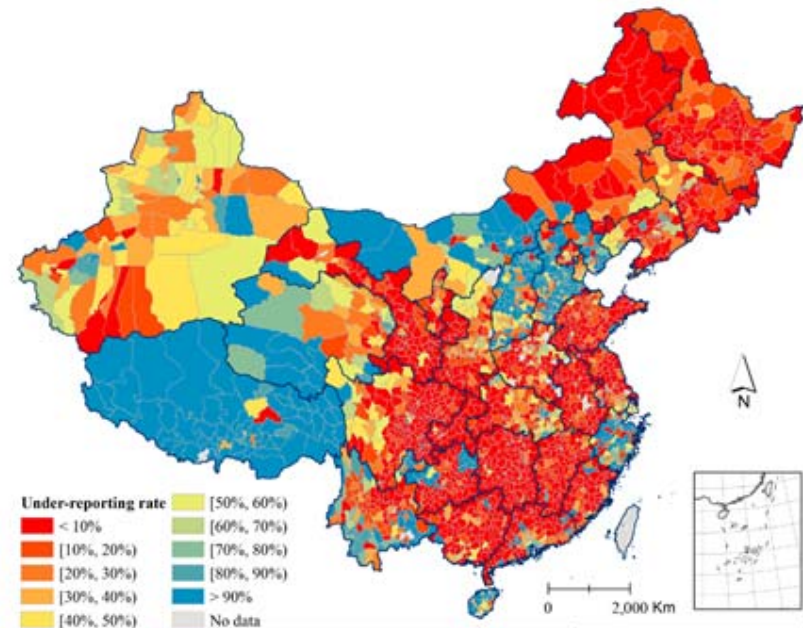 N
Under-reporting rate
< 10%
[10%, 20%)
[20%, 30%)
[30%, 40%)
[40%, 50%)
[50%, 60%)
[60%, 70%)
[70%, 80%)
[80%, 90%)
> 90%
No data
0 2,000 Km